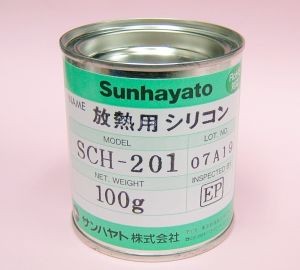 Sunhayato
NAME
放熱用シリコン
MODEL
LOT. NO.
SCH-201
07A19
NET. WEIGHT
INSPECTED BY
100g
EP
サンハヤト株式会社